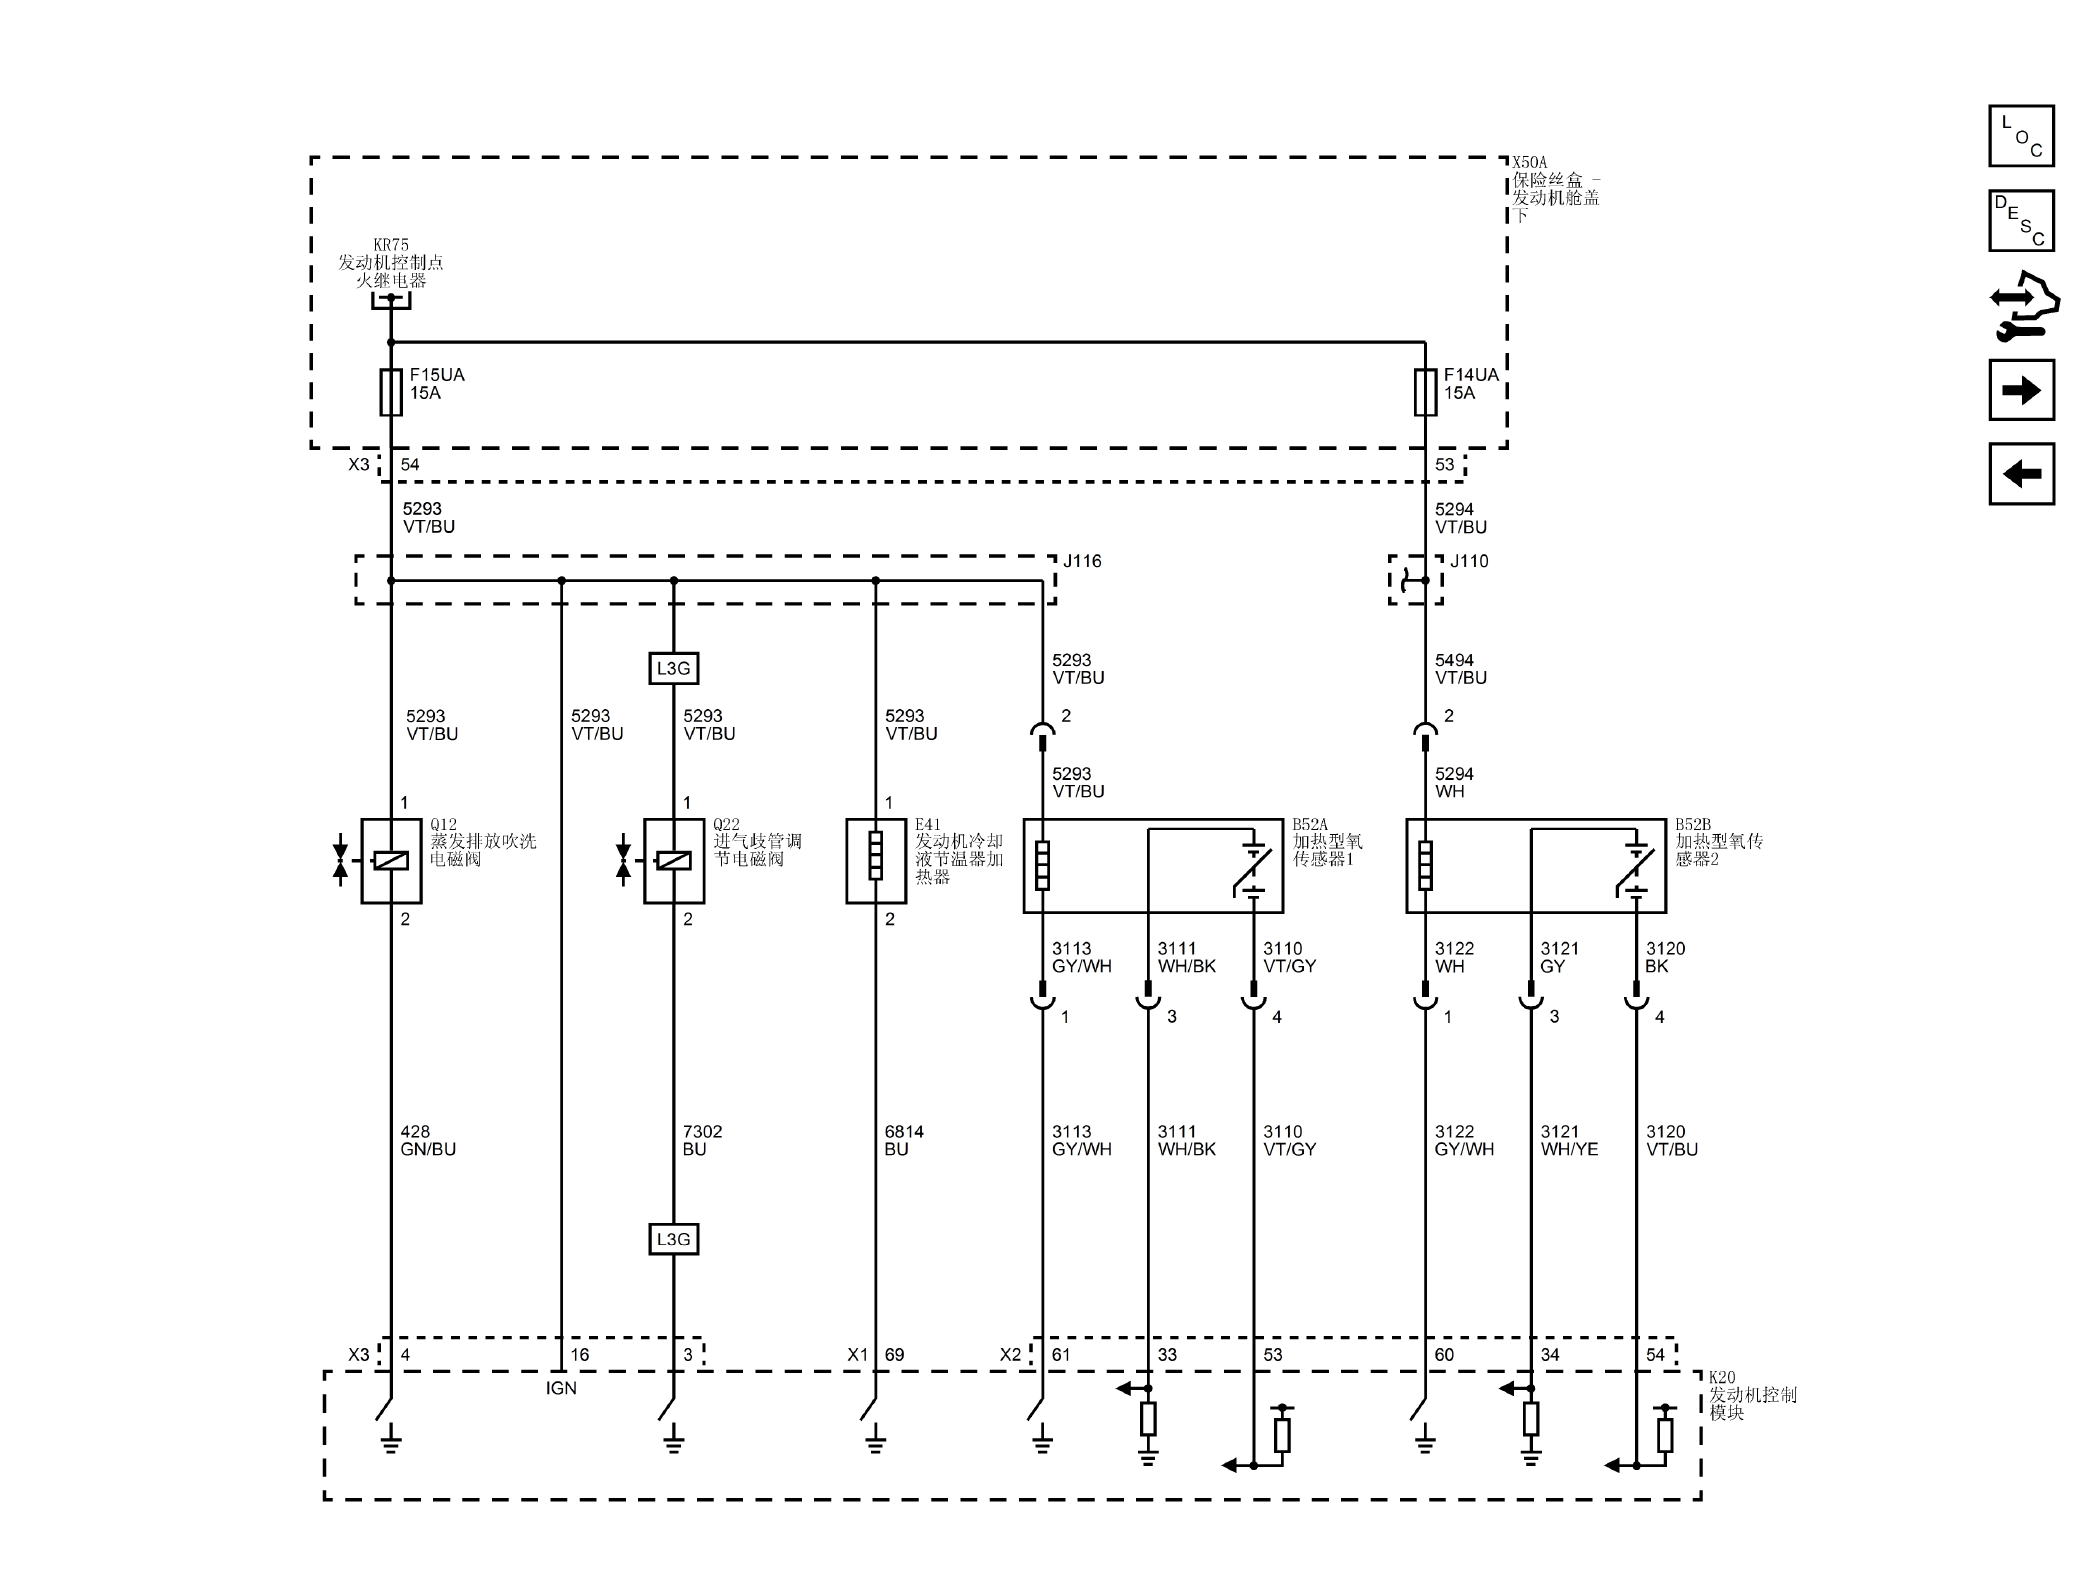 L
O
C
D
E
S
C
X50A
保险丝盒 -
发动机舱盖
下
KR75
发动机控制点
火继电器
F15UA
15A
F14UA
15A
X3 54
53
5293
VT/BU
5294
VT/BU
J116
J110
L3G
5293
VT/BU
5494
VT/BU
5293
VT/BU
5293
VT/BU
5293
VT/BU
5293
VT/BU
2
2
5293
VT/BU
5294
WH
1
1
1
Q12
蒸发排放吹洗
电磁阀
Q22
进气歧管调
节电磁阀
E41
发动机冷却
液节温器加
热器
B52A
加热型氧
传感器1
B52B
加热型氧传
感器2
2
2
2
3113
GY/WH
3111
WH/BK
3110
VT/GY
3122
WH
3121
GY
3120
BK
1
3
4
1
3
4
428
GN/BU
7302
BU
6814
BU
3113
GY/WH
3111
WH/BK
3110
VT/GY
3122
GY/WH
3121
WH/YE
3120
VT/BU
L3G
X3 4 16 3 X1 69 X2 61 33 53 60 34 54
IGN
K20
发动机控制
模块